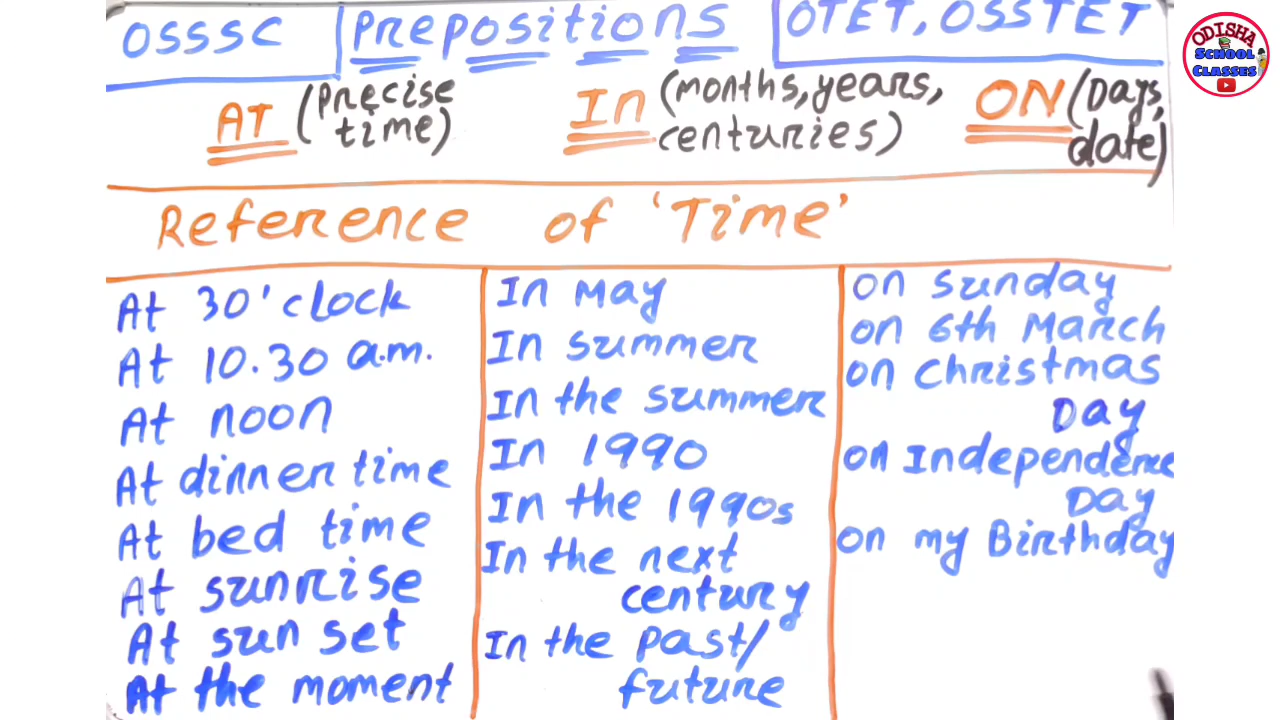 OSSSC
Prepositions
OTET, OSSTET
ODISHA
SCHOOL
CLASSES
AT (Precise
time)
In (months, years,
centuries)
ON (Days,
date)
Reference of 'Time'
At 30'clock
At 10.30 a.m.
At noon
At dinner time
At bed time
At sunrise
At sun set
At the moment
In May
In summer
In the summer
In 1990
In the 1990s
In the next
century
In the past/
future
on sunday
on 6th March
on christmas
Day
on Independence
Day
on my Birthday